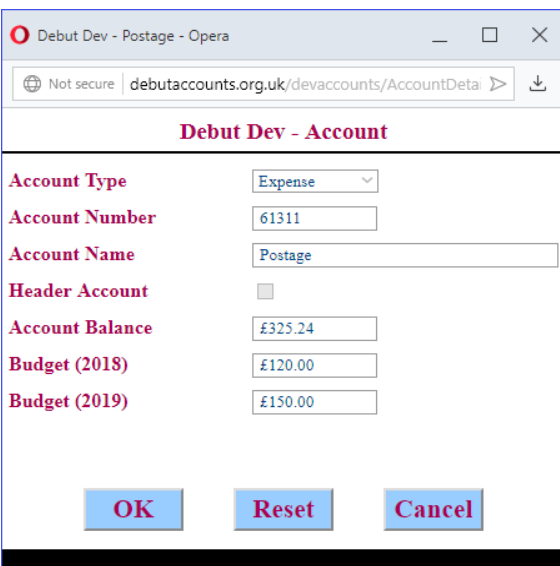 Debut Dev - Postage - Opera
Not secure debutaccounts.org.uk/devaccounts/AccountDetai
Debut Dev - Account
Account Type Expense
Account Number 61311
Account Name Postage
Header Account
Account Balance £325.24
Budget (2018) £120.00
Budget (2019) £150.00
OK Reset Cancel